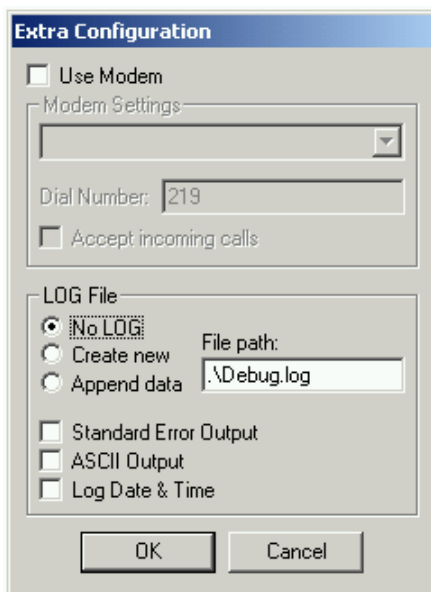 Extra Configuration
Use Modem
Modem Settings
Dial Number: 219
Accept incoming calls
LOG File
No LOG
Create new
Append data
File path:
.\Debug.log
Standard Error Output
ASCII Output
Log Date & Time
OK
Cancel